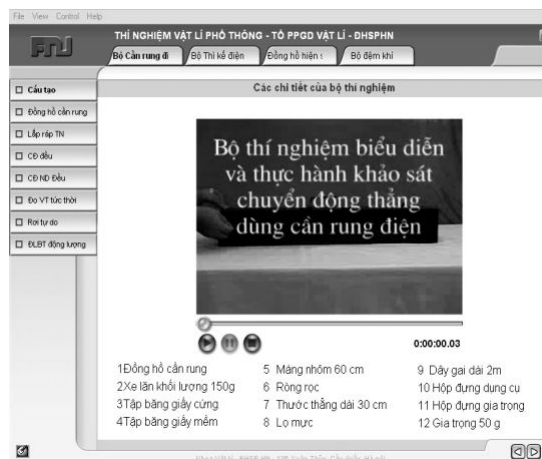 File View Control Help
THÍ NGHIỆM VẬT LÍ PHỔ THÔNG - TỔ PPGD VẬT LÍ - ĐHSPHN
Bộ Cần rung đi
Bộ Thí kế điện
Đồng hồ hiện s
Bộ đệm khí
Cấu tạo
Đồng hồ cần rung
Lắp ráp TN
CĐ đều
CĐ ND Đều
Đo VT tức thời
Rơi tự do
ĐLBT động lượng
Các chi tiết của bộ thí nghiệm
Bộ thí nghiệm biểu diễn
và thực hành khảo sát
chuyển động thẳng
dùng cần rung điện
0:00:00.03
1Đồng hồ cần rung
2Xe lăn khối lượng 150g
3Tập băng giấy cứng
4Tập băng giấy mềm
5 Máng nhôm 60 cm
6 Ròng rọc
7 Thước thẳng dài 30 cm
8 Lọ mực
9 Dây gai dài 2m
10 Hộp đựng dụng cụ
11 Hộp đựng gia trọng
12 Gia trọng 50 g